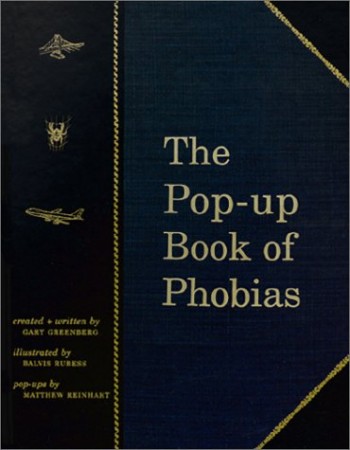 The
Pop-up
Book of
Phobias
created + written by
GARY GREENBERG
illustrated by
BALVIS RUBESS
pop-ups by
MATTHEW REINHART